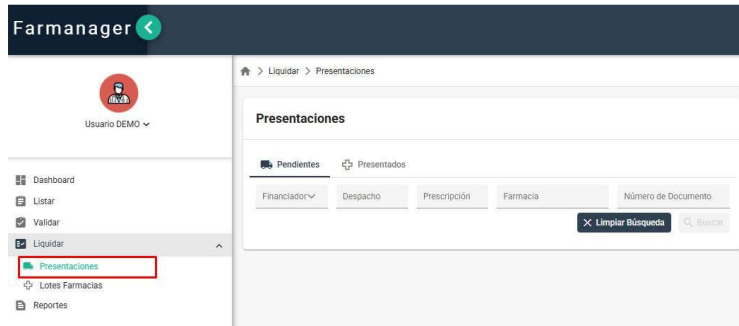 Farmanager
Liquidar > Presentaciones
Usuario DEMO
Dashboard
Listar
Validar
Liquidar
Presentaciones
Lotes Farmacias
Reportes
Presentaciones
Pendientes Presentados
Financiador Despacho Prescripción Farmacia Número de Documento
Limpiar Búsqueda Buscar